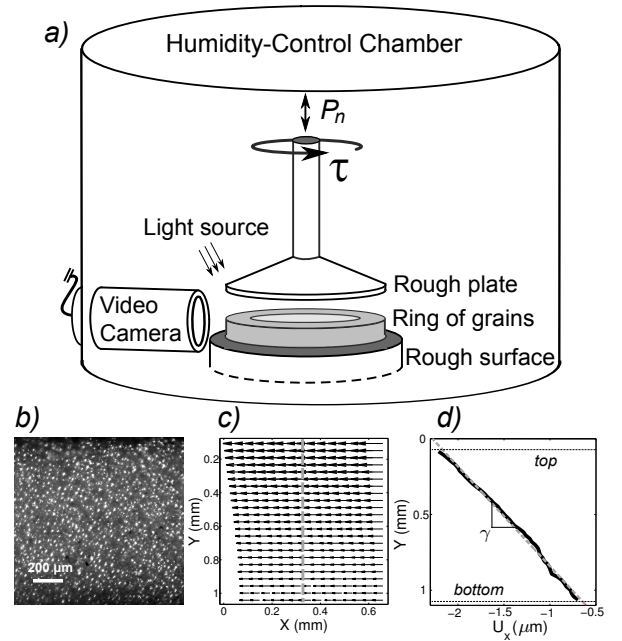 a)
Humidity-Control Chamber
Pn
τ
Light source
Rough plate
Video
Camera
Ring of grains
Rough surface
b)
c)
d)
200 μm
0.2
0.4
0.6
0.8
1
Y (mm)
0 0.2 0.4 0.6
X (mm)
0
0.5
1
Y (mm)
top
γ
bottom
-2 -1.5 -1 -0.5
U_x(μm)